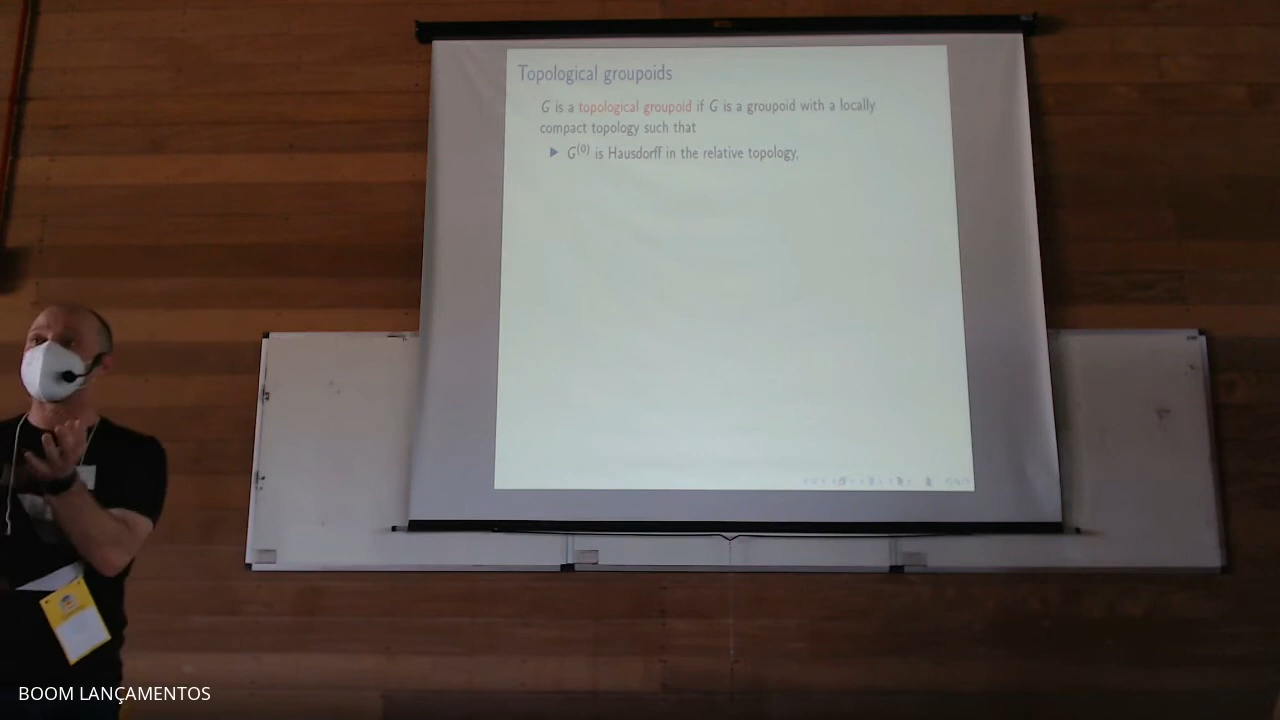 Topological groupoids
G is a topological groupoid if G is a groupoid with a locally
compact topology such that
▶ G⁽⁰⁾ is Hausdorff in the relative topology,
BOOM LANÇAMENTOS